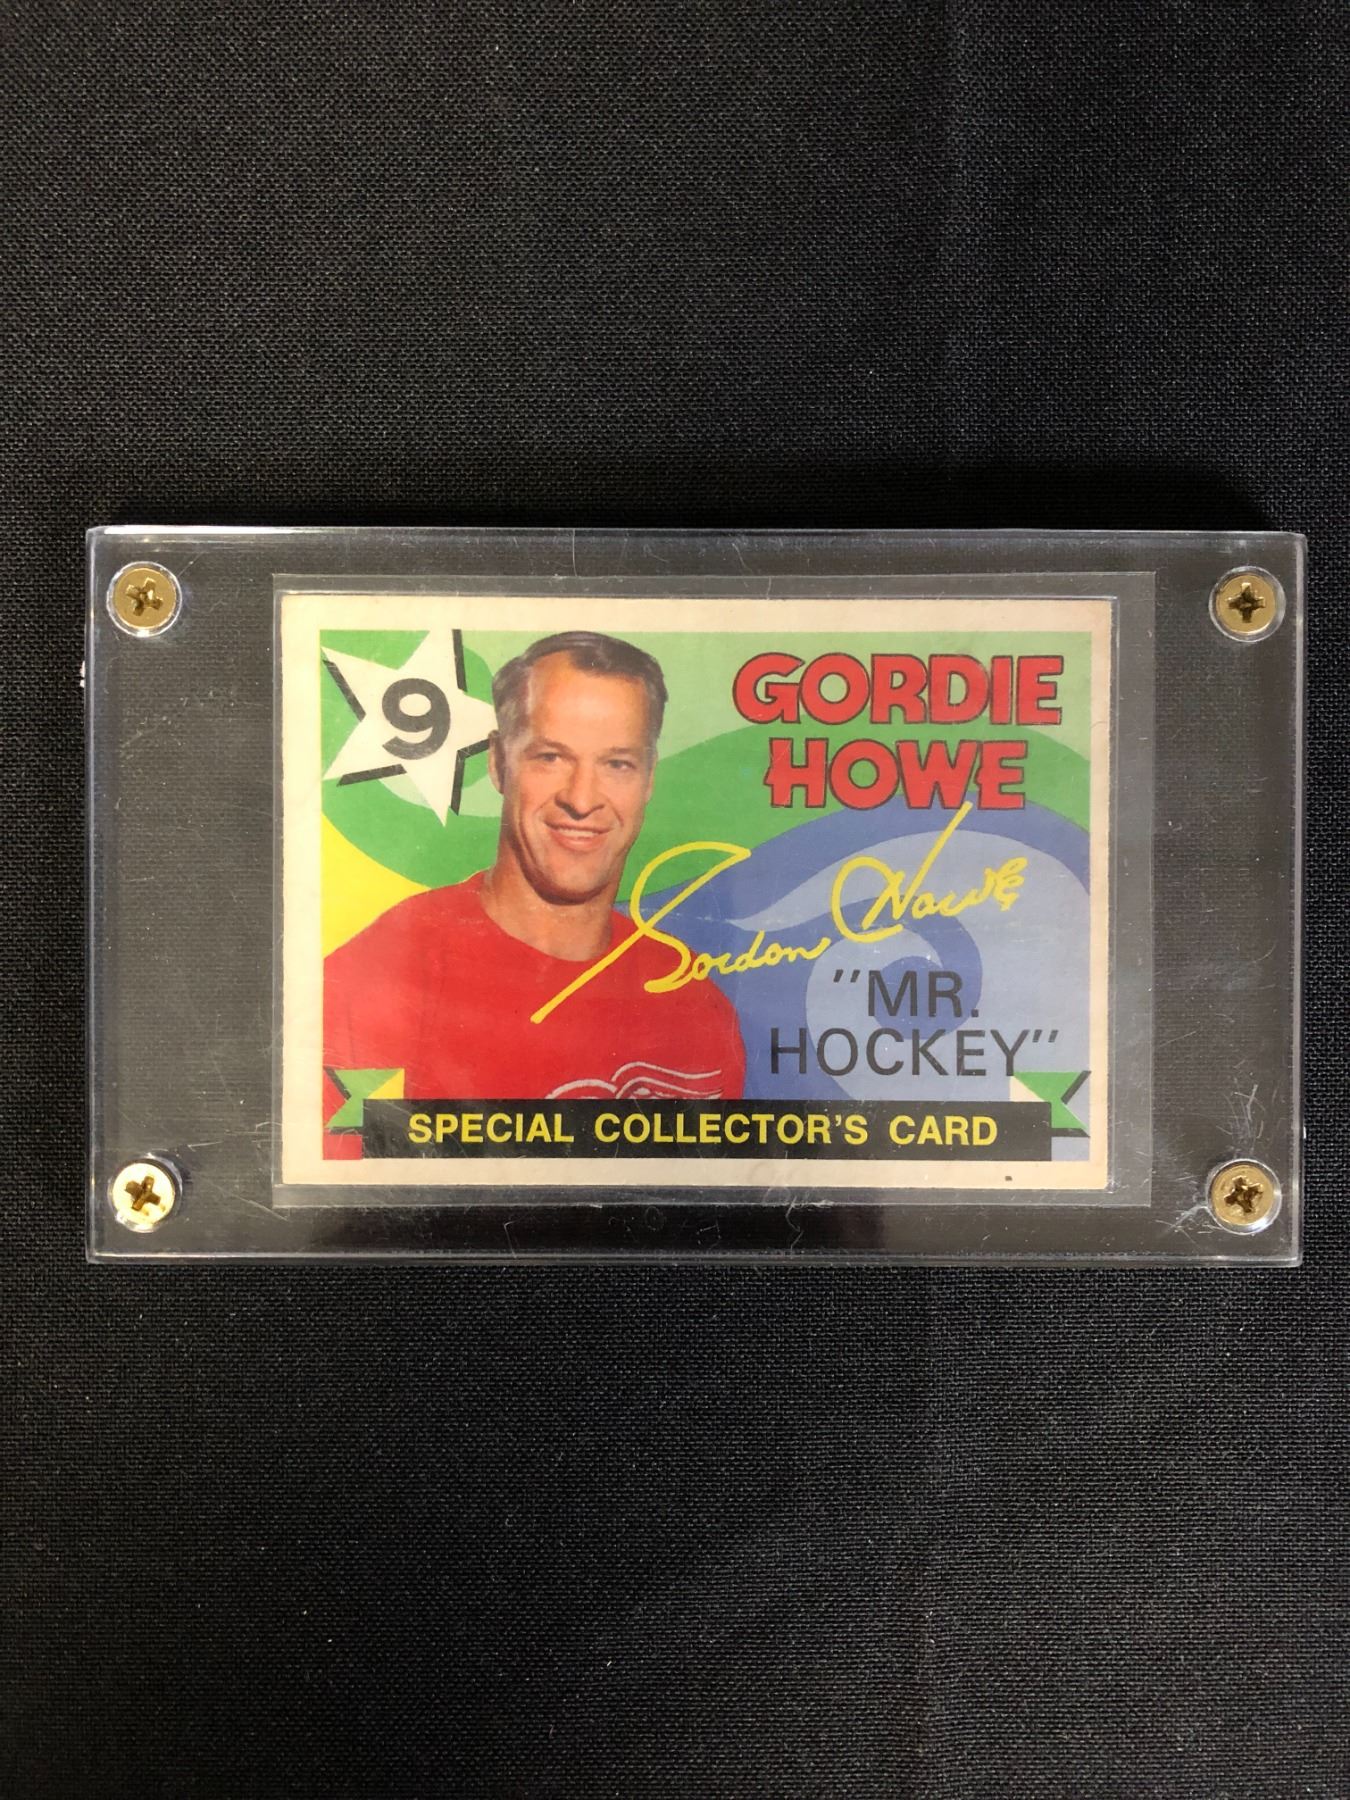 9
GORDIE
HOWE
Gordon Howe
"MR.
HOCKEY"
SPECIAL COLLECTOR'S CARD